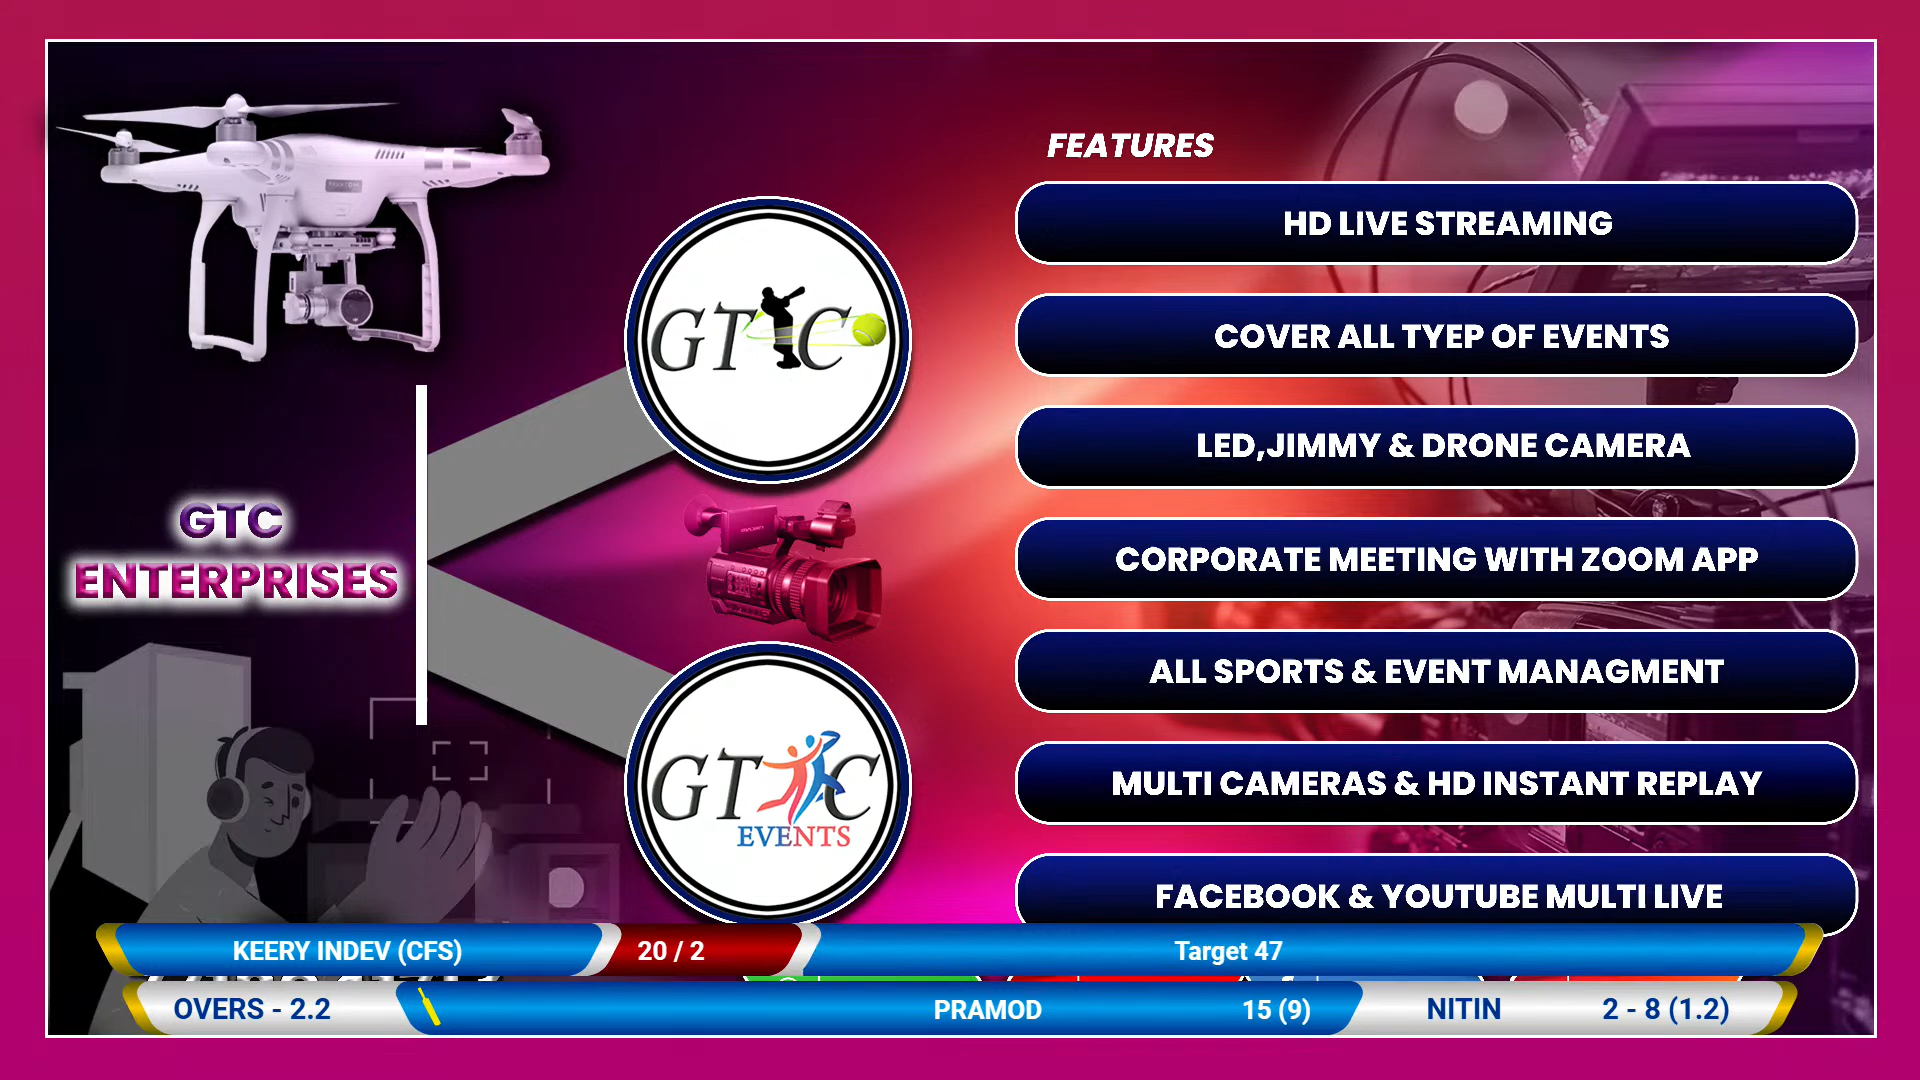 FEATURES
HD LIVE STREAMING
COVER ALL TYEP OF EVENTS
LED,JIMMY & DRONE CAMERA
CORPORATE MEETING WITH ZOOM APP
ALL SPORTS & EVENT MANAGMENT
MULTI CAMERAS & HD INSTANT REPLAY
FACEBOOK & YOUTUBE MULTI LIVE
GTC
ENTERPRISES
GTC
GTC
EVENTS
KEERY INDEV (CFS) 20 / 2 Target 47
OVERS - 2.2 PRAMOD 15 (9) NITIN 2 - 8 (1.2)